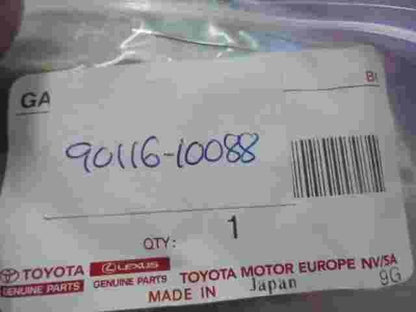 GA
90116-10088
QTY: 1
TOYOTA LEXUS TOYOTA MOTOR EUROPE NV/SA
GENUINE PARTS GENUINE PARTS
MADE IN Japan 9G